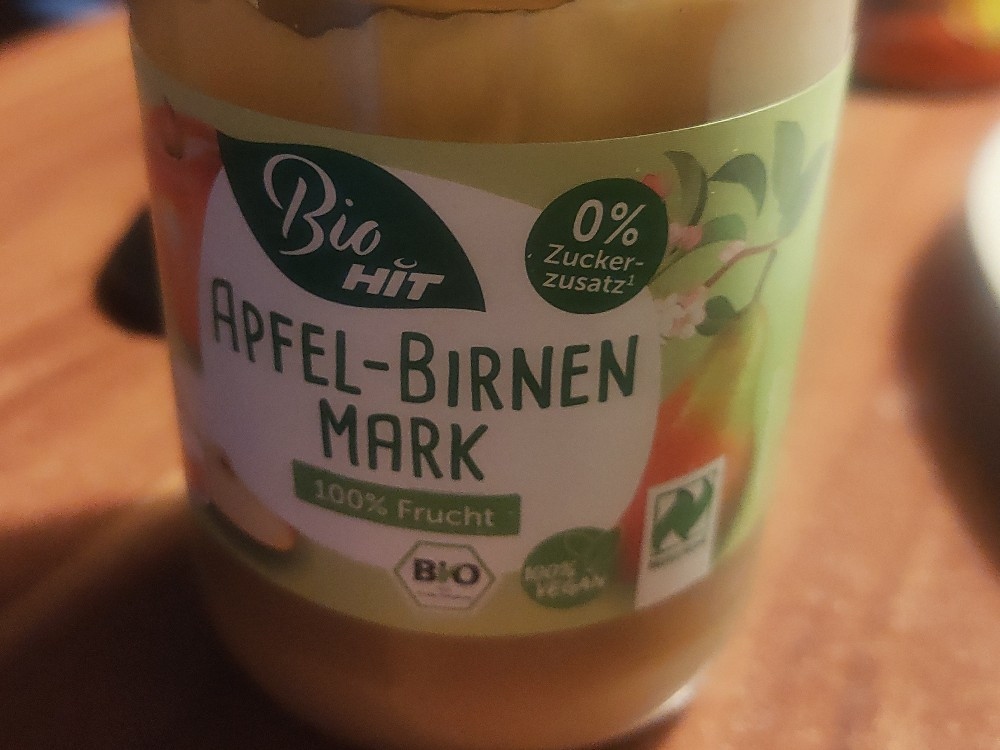 Bio
HIT
0%
Zucker-
zusatz¹
APFEL-BIRNEN
MARK
100% Frucht
BIO
100%
VEGAN